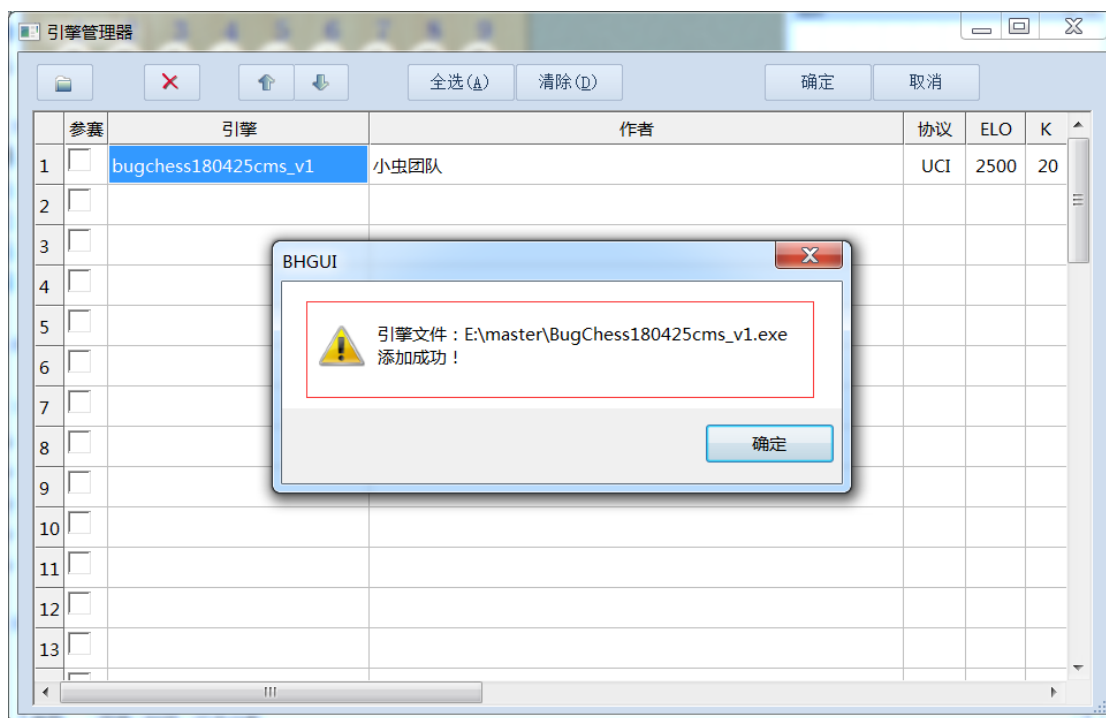 引擎管理器
全选(A) 清除(D) 确定 取消
参赛 引擎 作者 协议 ELO K
1 bugchess180425cms_v1 小虫团队 UCI 2500 20
2
3
BHGUI
4
5
引擎文件：E:\master\BugChess180425cms_v1.exe
添加成功！
6
7
8
确定
9
10
11
12
13